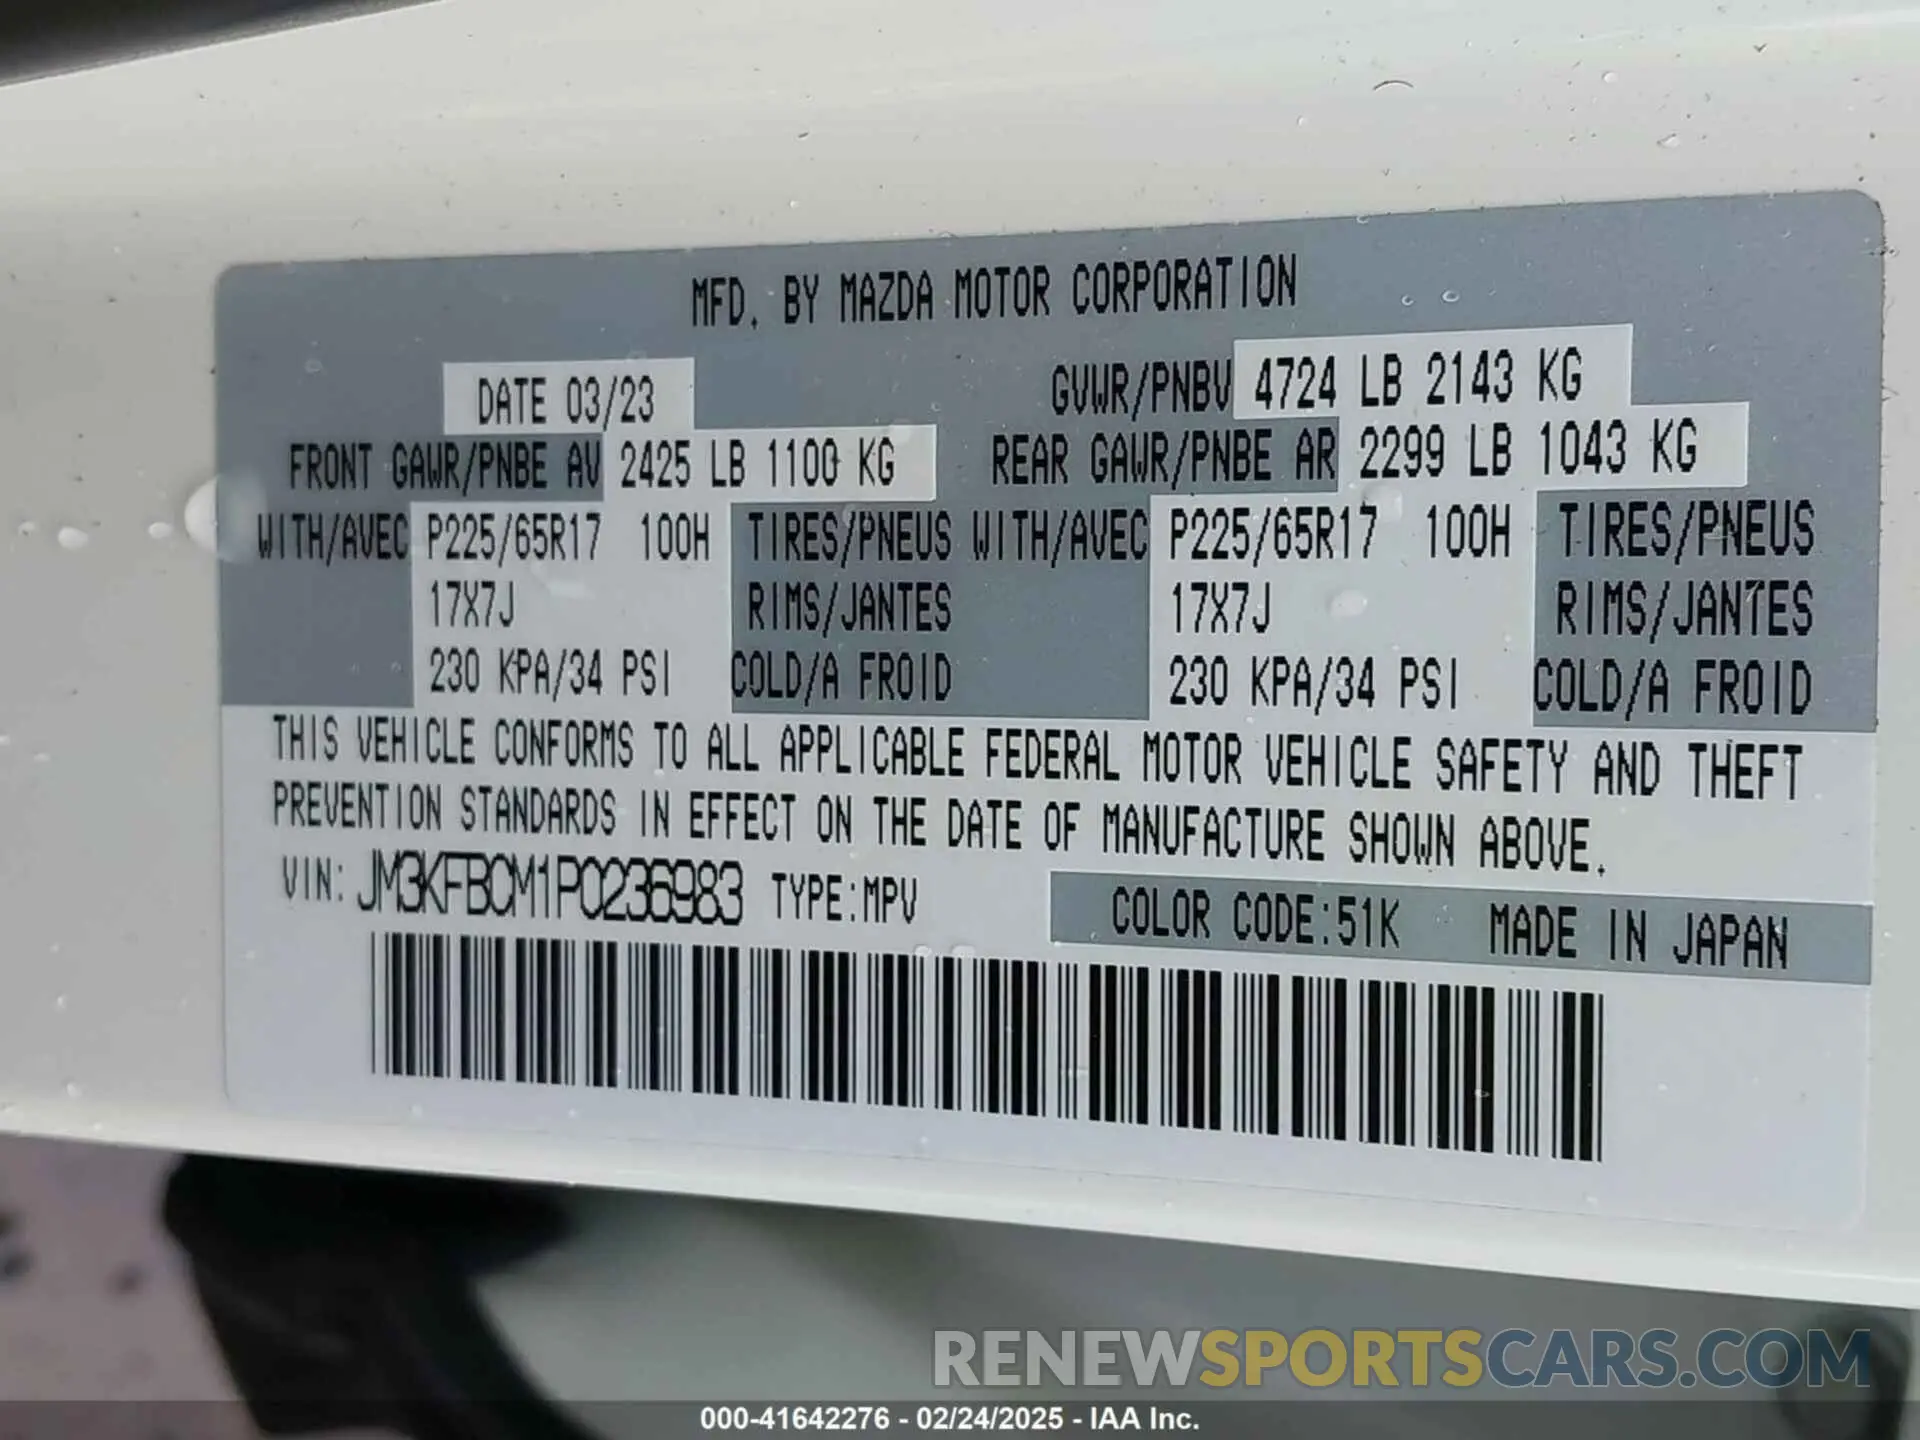 MFD. BY MAZDA MOTOR CORPORATION
DATE 03/23 GVWR/PNBV 4724 LB 2143 KG
FRONT GAWR/PNBE AV 2425 LB 1100 KG REAR GAWR/PNBE AR 2299 LB 1043 KG
WITH/AVEC P225/65R17 100H TIRES/PNEUS WITH/AVEC P225/65R17 100H TIRES/PNEUS
17X7J RIMS/JANTES 17X7J RIMS/JANTES
230 KPA/34 PSI COLD/A FROID 230 KPA/34 PSI COLD/A FROID
THIS VEHICLE CONFORMS TO ALL APPLICABLE FEDERAL MOTOR VEHICLE SAFETY AND THEFT
PREVENTION STANDARDS IN EFFECT ON THE DATE OF MANUFACTURE SHOWN ABOVE.
VIN: JM3KFBCM1P0236983 TYPE:MPV COLOR CODE:51K MADE IN JAPAN
RENEWSPORTSCARS.COM
000-41642276 - 02/24/2025 - IAA Inc.